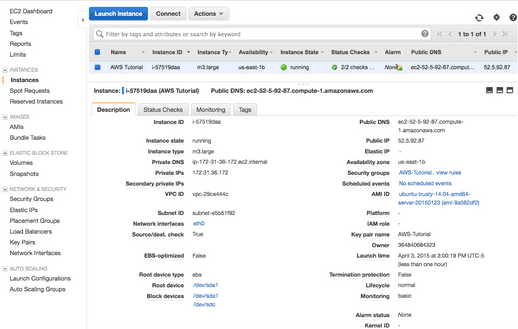 EC2 Dashboard
Events
Tags
Reports
Limits
INSTANCES
Instances
Spot Requests
Reserved Instances
IMAGES
AMIs
Bundle Tasks
ELASTIC BLOCK STORE
Volumes
Snapshots
NETWORK & SECURITY
Security Groups
Elastic IPs
Placement Groups
Load Balancers
Key Pairs
Network Interfaces
AUTO SCALING
Launch Configurations
Auto Scaling Groups
Launch Instance Connect Actions
Filter by tags and attributes or search by keyword 1 to 1 of 1
Name Instance ID Instance Ty Availability Instance State Status Checks Alarm Public DNS Public IP
AWS Tutorial i-57519daa m3.large us-east-1b running 2/2 checks ... None ec2-52-5-92-87.comput... 52.5.92.87
Instance: i-57519daa (AWS Tutorial) Public DNS: ec2-52-5-92-87.compute-1.amazonaws.com
Description Status Checks Monitoring Tags
Instance ID i-57519daa Public DNS ec2-52-5-92-87.compute-
1.amazonaws.com
Instance state running Public IP 52.5.92.87
Instance type m3.large Elastic IP -
Private DNS ip-172-31-36-172.ec2.internal Availability zone us-east-1b
Private IPs 172.31.36.172 Security groups AWS-Tutorial. view rules
Secondary private IPs Scheduled events No scheduled events
VPC ID vpc-29ce444c AMI ID ubuntu-trusty-14.04-amd64-
server-20150123 (ami-9a562df2)
Subnet ID subnet-a5b51f92 Platform -
Network interfaces eth0 IAM role -
Source/dest. check True Key pair name AWS-Tutorial
Owner 364840684323
EBS-optimized False Launch time April 3, 2015 at 3:00:19 PM UTC-5
(less than one hour)
Root device type ebs Termination protection False
Root device /dev/sda1 Lifecycle normal
Block devices /dev/sda1 Monitoring basic
/dev/sdc
Alarm status None
Kernel ID -